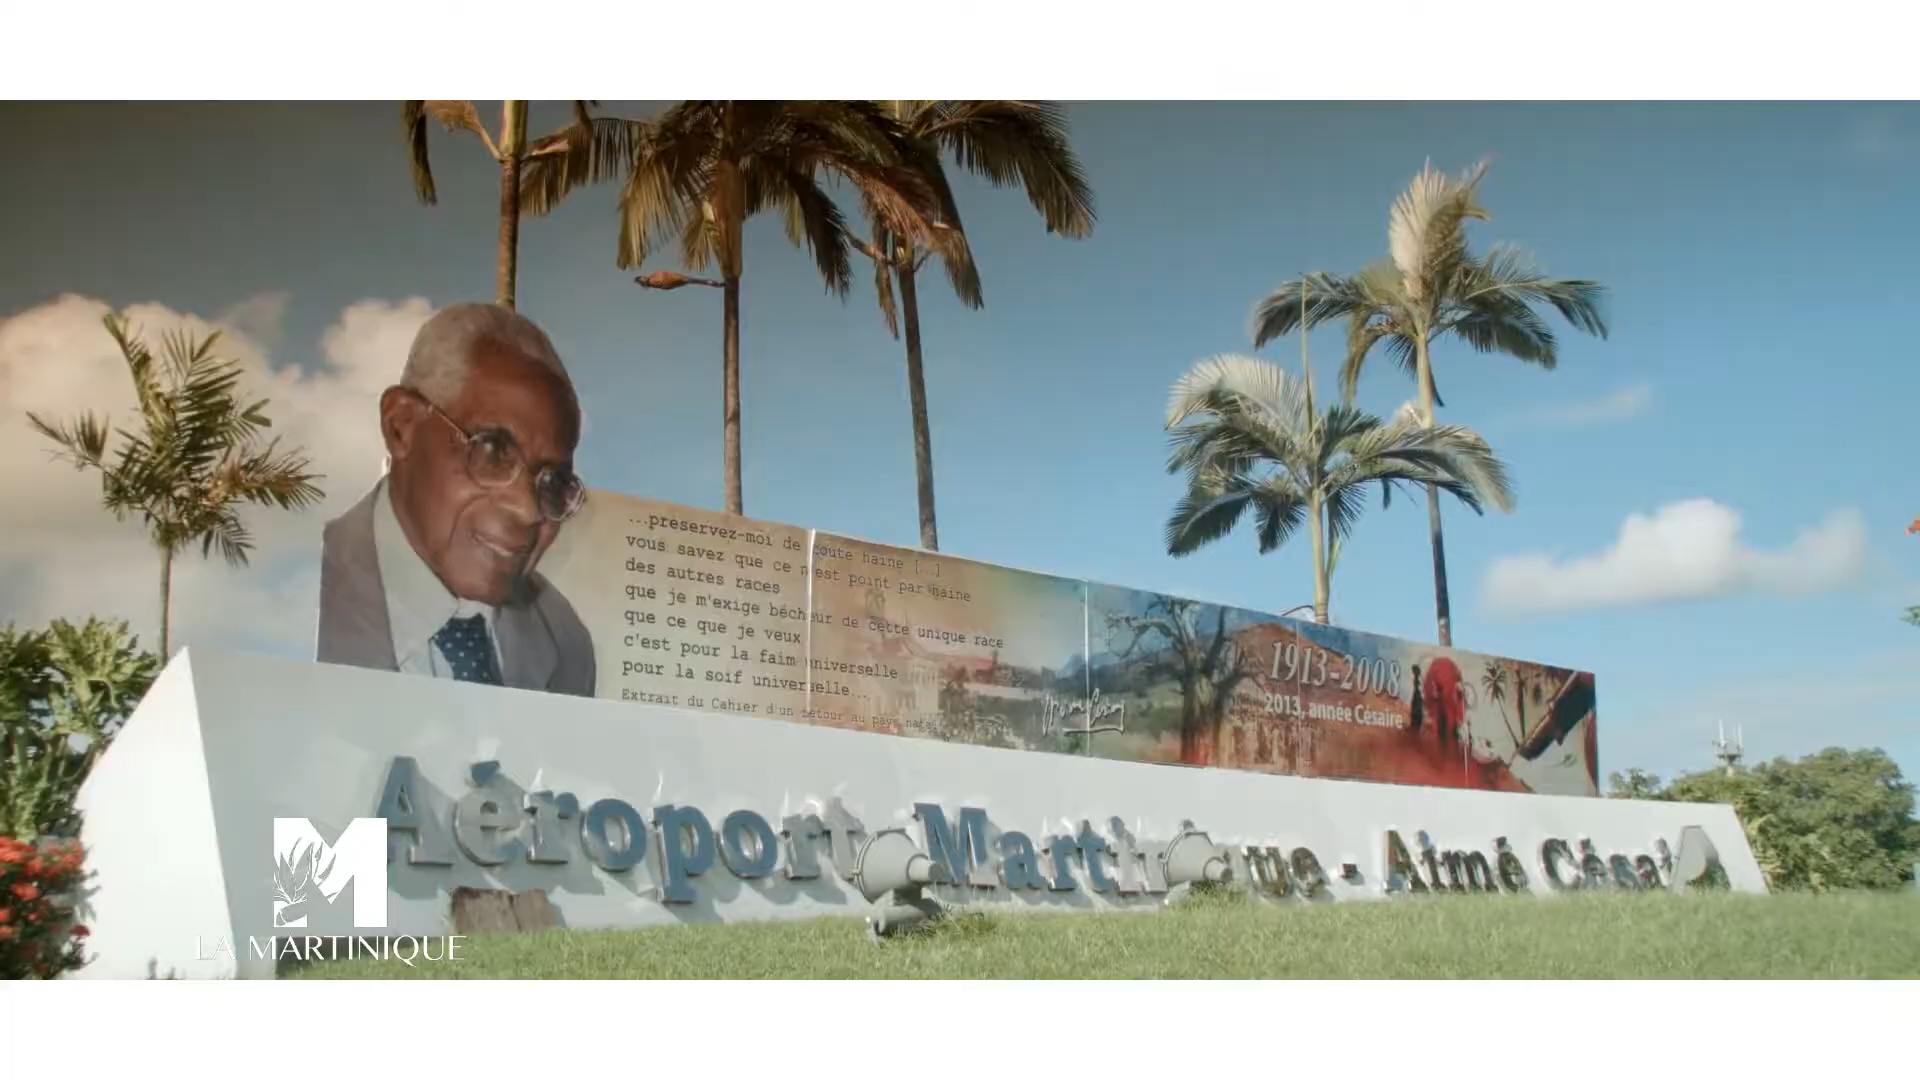 ...préservez-moi de toute haine [...]
vous savez que ce n'est point par haine
des autres races
que je m'exige bêcheur de cette unique race
que ce que je veux
c'est pour la faim universelle
pour la soif universelle...
Extrait du Cahier d'un retour au pays natal
1913-2008
2013, année Césaire
Aéroport Martinique - Aimé Césaire
M
LA MARTINIQUE